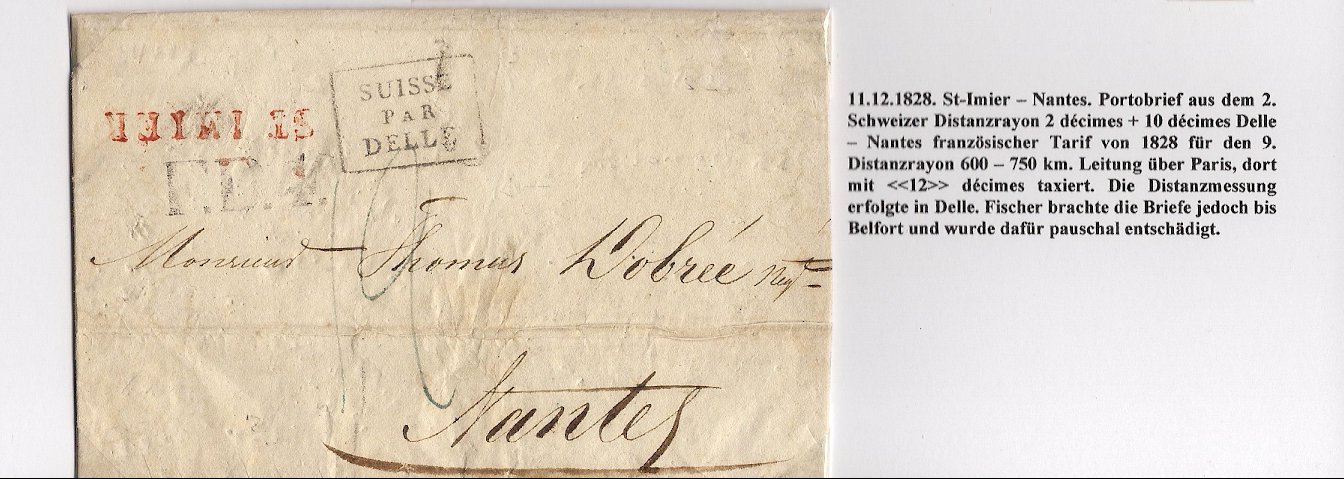 ST IMIER
SUISSE
PAR
DELLE
12
Monsieur Thomas Dobrée Negt
Nantes
11.12.1828. St-Imier – Nantes. Portobrief aus dem 2.
Schweizer Distanzrayon 2 décimes + 10 décimes Delle
– Nantes französischer Tarif von 1828 für den 9.
Distanzrayon 600 – 750 km. Leitung über Paris, dort
mit <<12>> décimes taxiert. Die Distanzmessung
erfolgte in Delle. Fischer brachte die Briefe jedoch bis
Belfort und wurde dafür pauschal entschädigt.